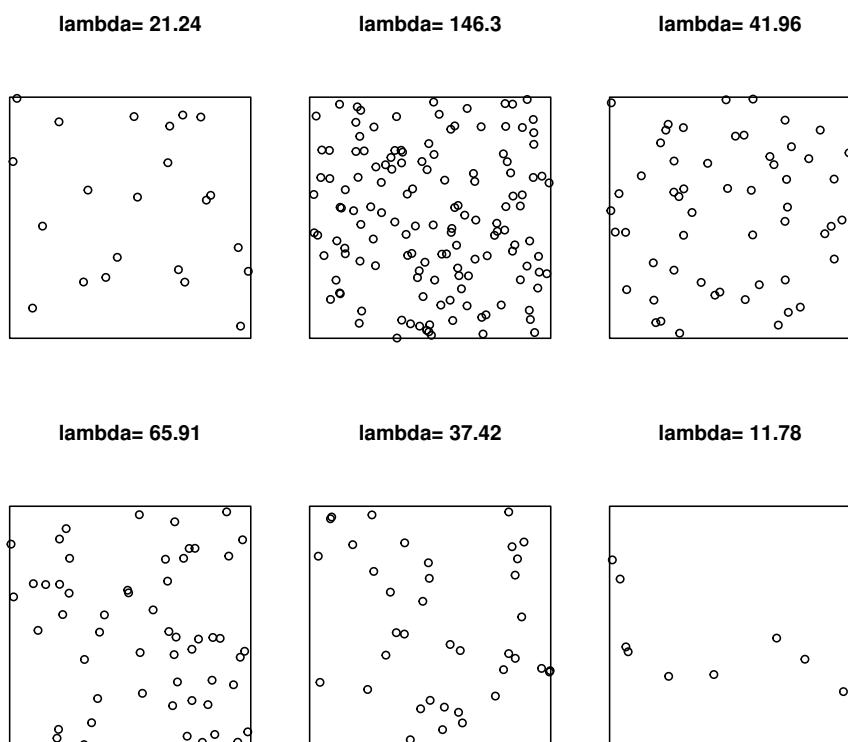 lambda= 21.24
lambda= 146.3
lambda= 41.96
lambda= 65.91
lambda= 37.42
lambda= 11.78